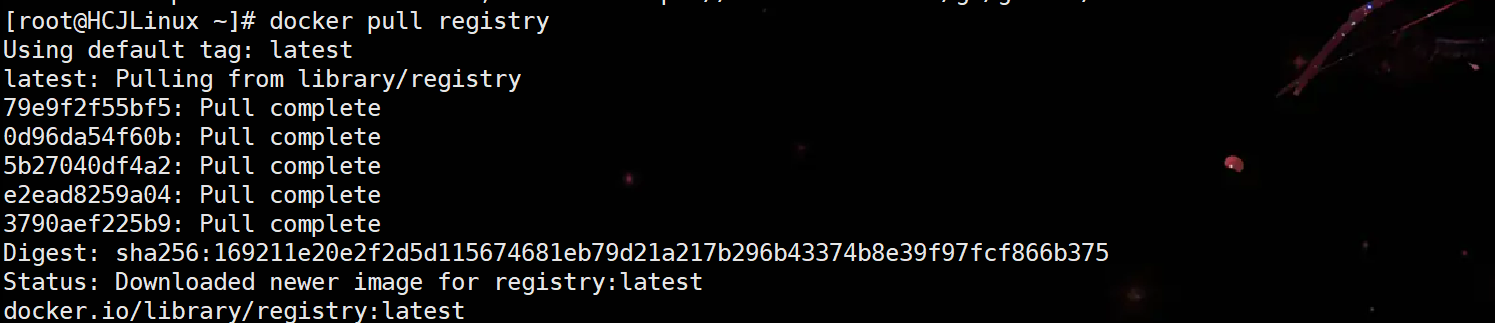 [root@HCJLinux ~]# docker pull registry
Using default tag: latest
latest: Pulling from library/registry
79e9f2f55bf5: Pull complete
0d96da54f60b: Pull complete
5b27040df4a2: Pull complete
e2ead8259a04: Pull complete
3790aef225b9: Pull complete
Digest: sha256:169211e20e2f2d5d115674681eb79d21a217b296b43374b8e39f97fcf866b375
Status: Downloaded newer image for registry:latest
docker.io/library/registry:latest